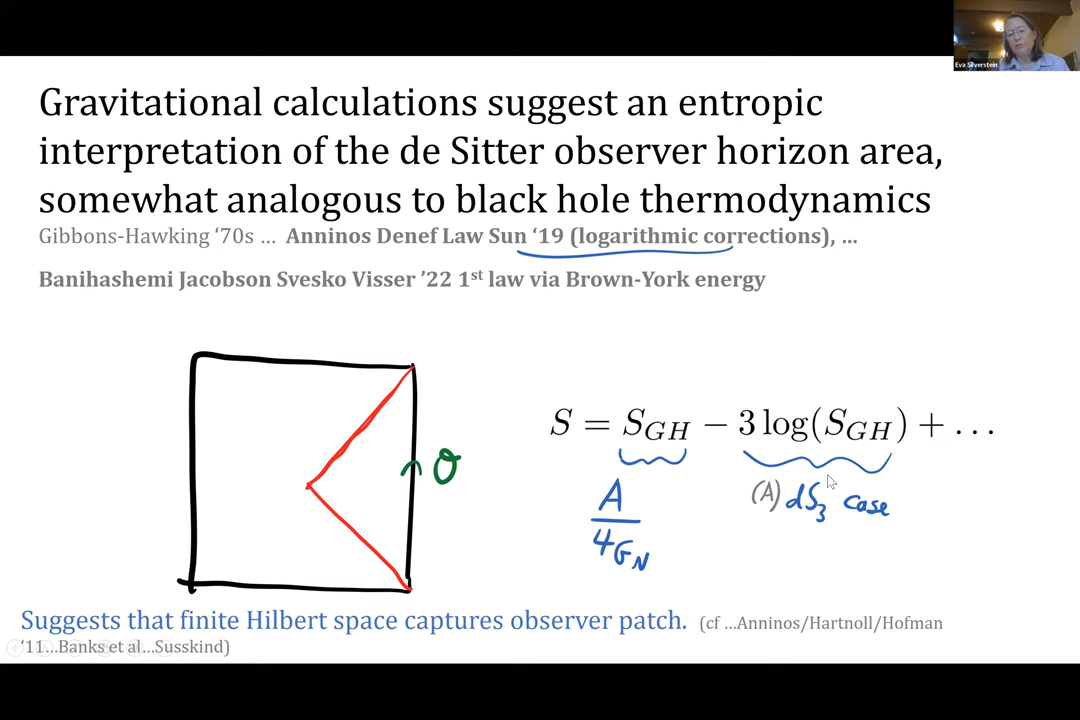 Eva Silverstein
Gravitational calculations suggest an entropic
interpretation of the de Sitter observer horizon area,
somewhat analogous to black hole thermodynamics
Gibbons-Hawking ‘70s … Anninos Denef Law Sun ‘19 (logarithmic corrections), …
Banihashemi Jacobson Svesko Visser ’22 1st law via Brown-York energy
S = S_GH − 3 log(S_GH) + …
O
A
4G_N
(A) dS_3 case
Suggests that finite Hilbert space captures observer patch. (cf …Anninos/Hartnoll/Hofman
‘11…Banks et al…Susskind)